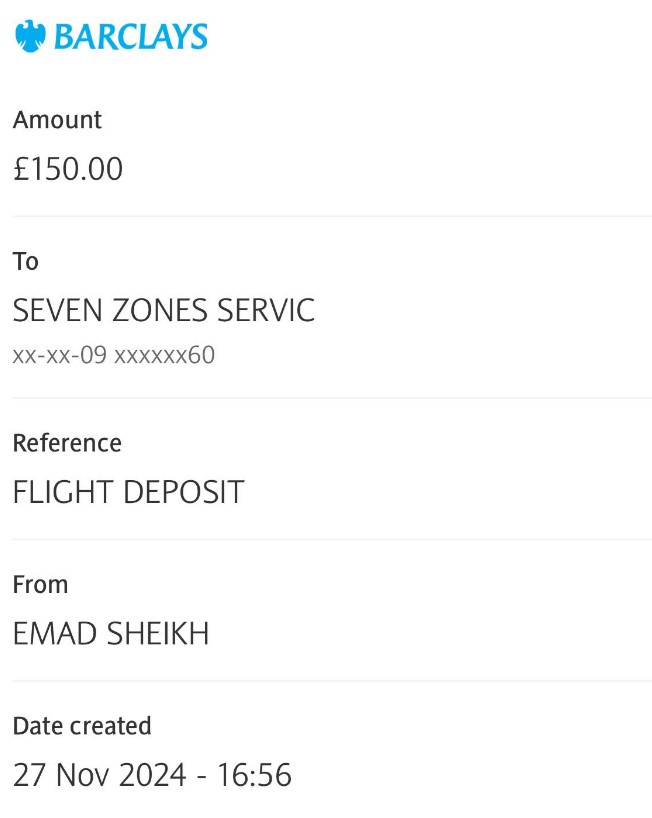 BARCLAYS
Amount
£150.00
To
SEVEN ZONES SERVIC
xx-xx-09 xxxxxx60
Reference
FLIGHT DEPOSIT
From
EMAD SHEIKH
Date created
27 Nov 2024 - 16:56